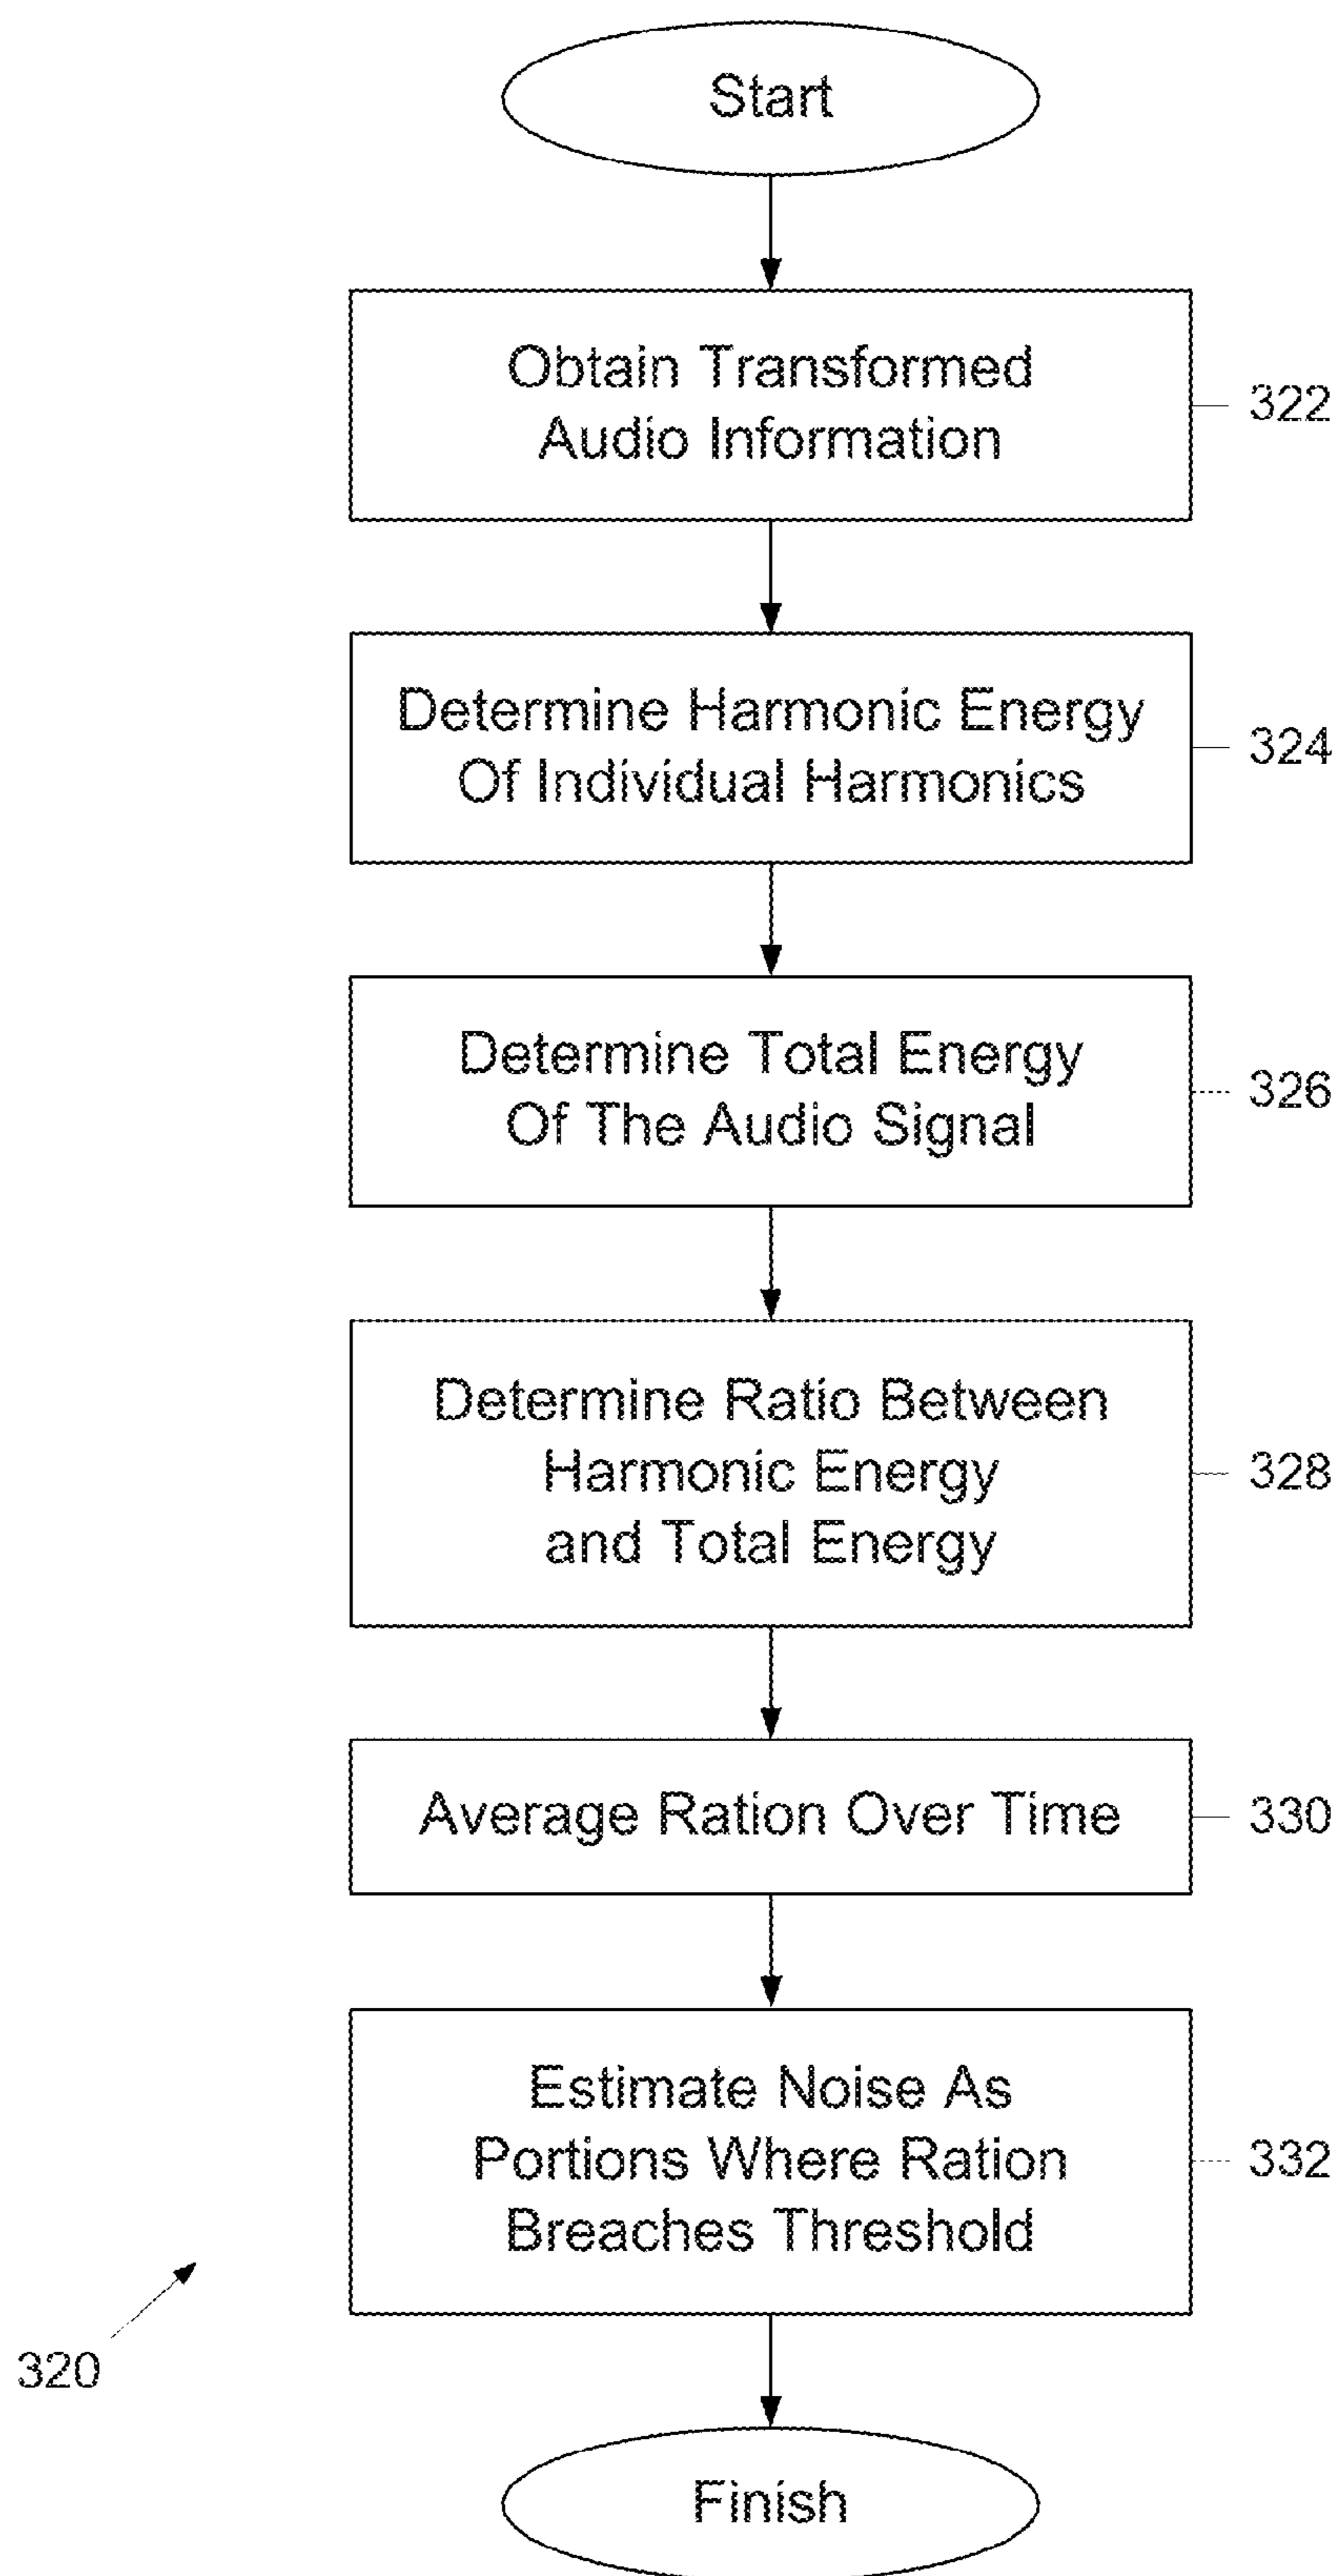 Start
Obtain Transformed
Audio Information
322
Determine Harmonic Energy
Of Individual Harmonics
324
Determine Total Energy
Of The Audio Signal
326
Determine Ratio Between
Harmonic Energy
and Total Energy
328
Average Ration Over Time
330
Estimate Noise As
Portions Where Ration
Breaches Threshold
332
320
Finish